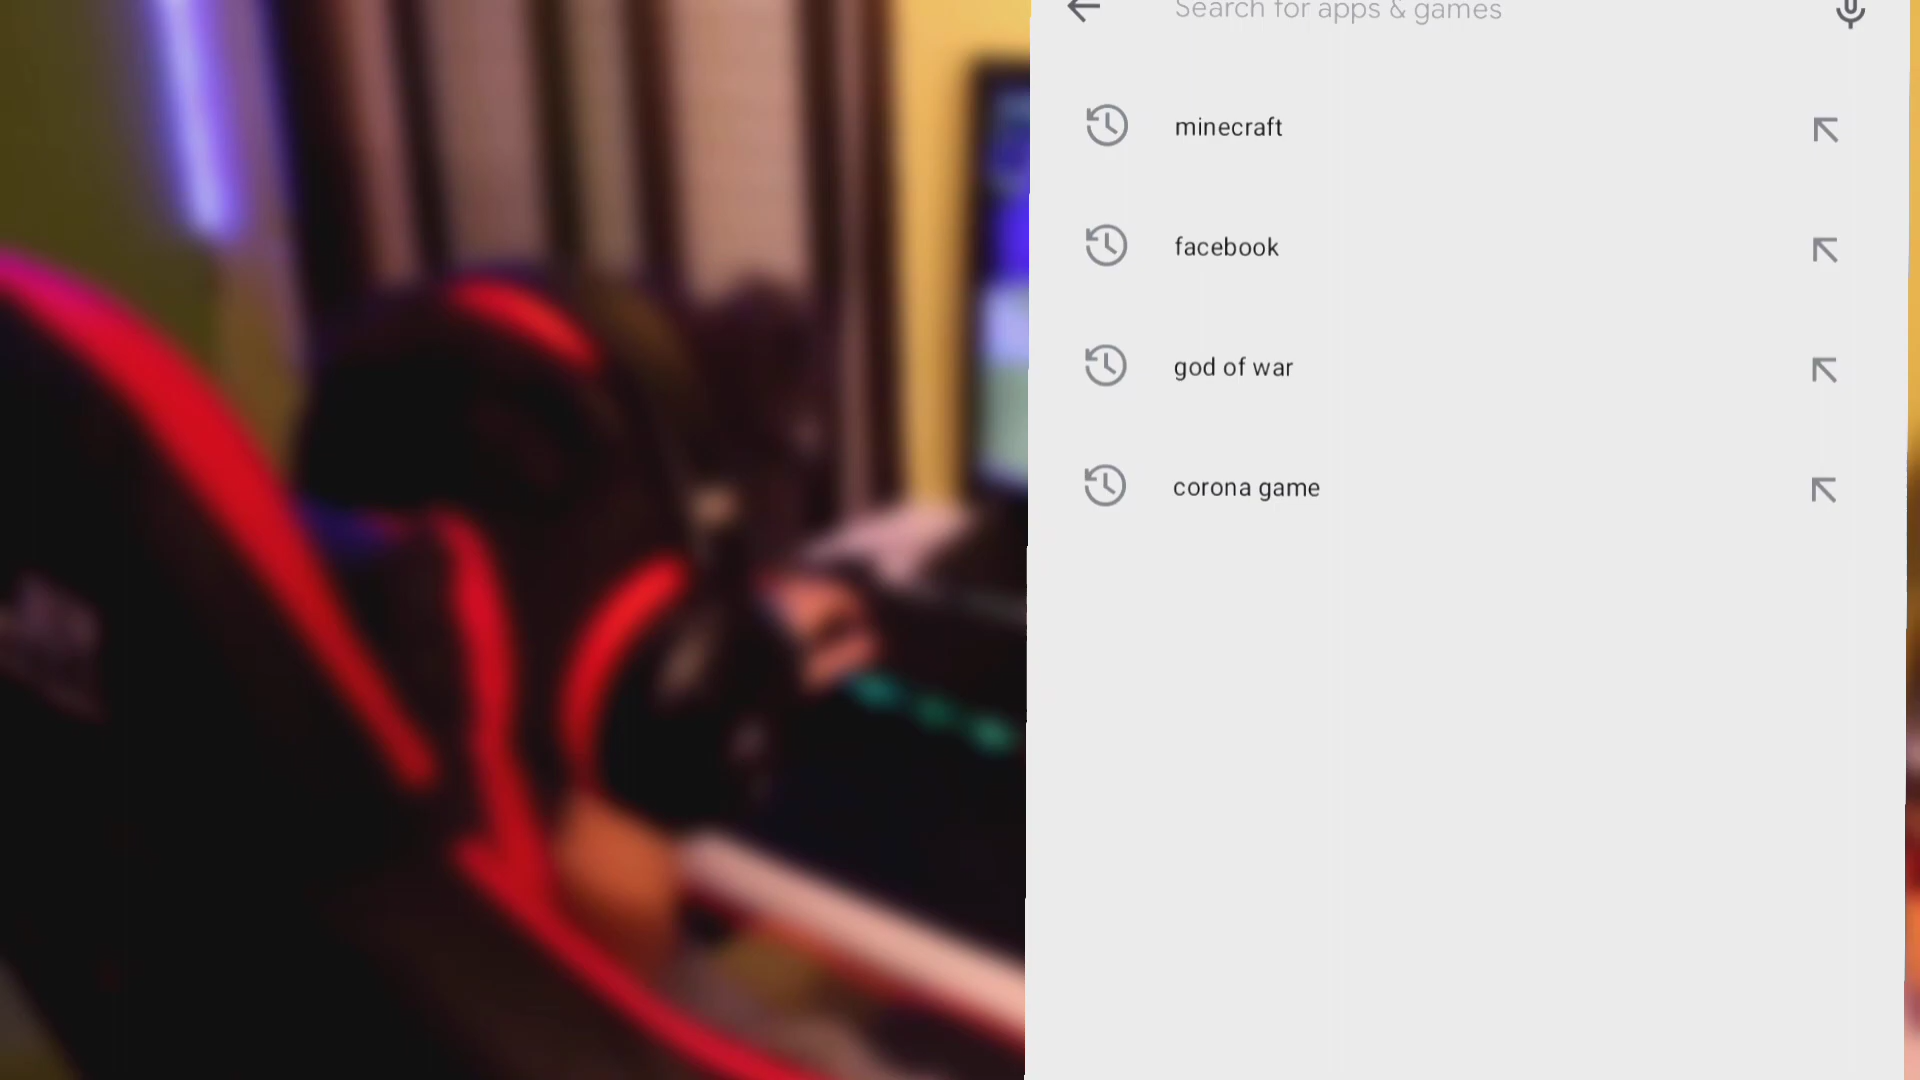 Search for apps & games
minecraft
facebook
god of war
corona game